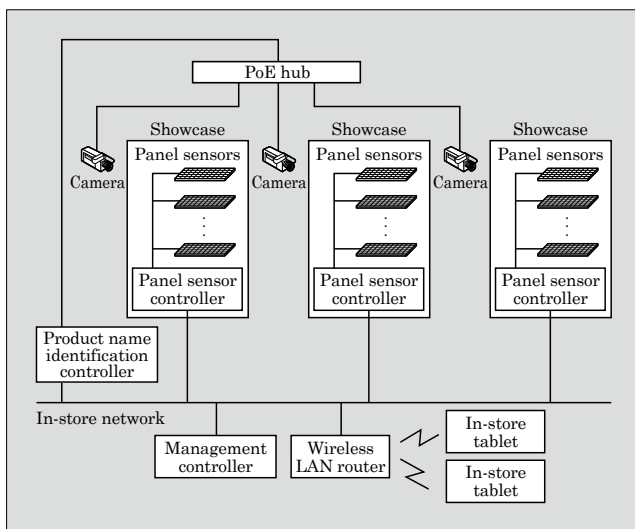 PoE hub
Showcase
Showcase
Showcase
Panel sensors
Panel sensors
Panel sensors
Camera
Camera
Camera
Panel sensor
controller
Panel sensor
controller
Panel sensor
controller
Product name
identification
controller
In-store network
Management
controller
Wireless
LAN router
In-store
tablet
In-store
tablet